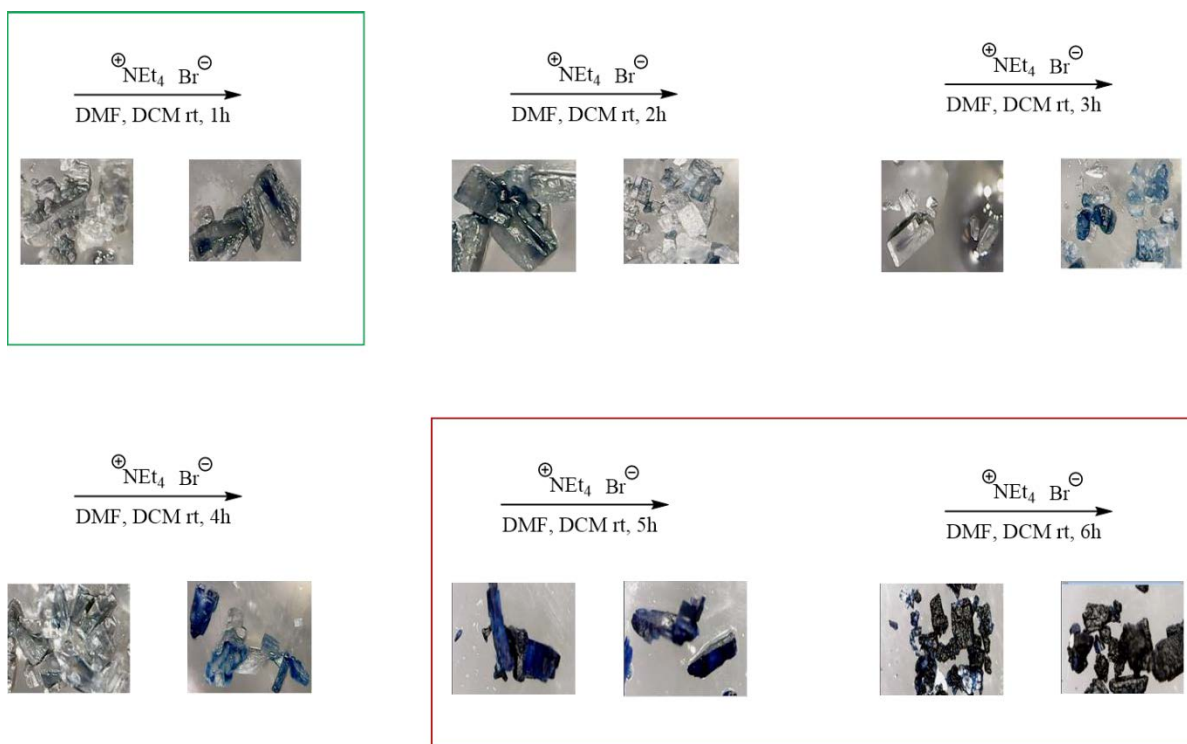 ⊕NEt₄ Br⊖
DMF, DCM rt, 1h
⊕NEt₄ Br⊖
DMF, DCM rt, 2h
⊕NEt₄ Br⊖
DMF, DCM rt, 3h
⊕NEt₄ Br⊖
DMF, DCM rt, 4h
⊕NEt₄ Br⊖
DMF, DCM rt, 5h
⊕NEt₄ Br⊖
DMF, DCM rt, 6h